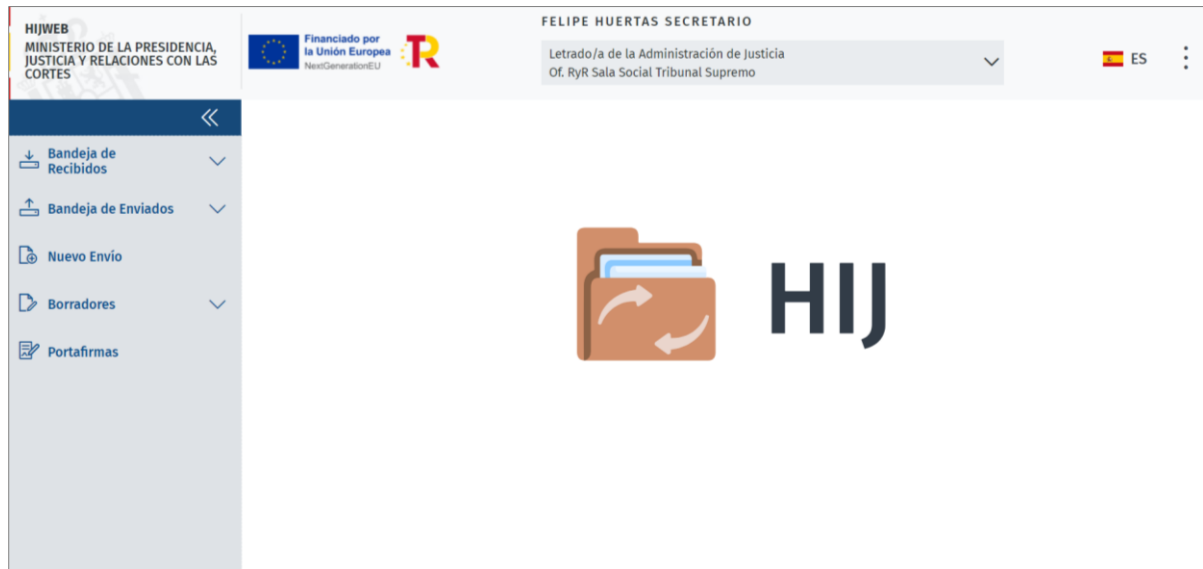 HIJWEB
MINISTERIO DE LA PRESIDENCIA,
JUSTICIA Y RELACIONES CON LAS
CORTES
Financiado por
la Unión Europea
NextGenerationEU
R
FELIPE HUERTAS SECRETARIO
Letrado/a de la Administración de Justicia
Of. RyR Sala Social Tribunal Supremo
ES
Bandeja de
Recibidos
Bandeja de Enviados
Nuevo Envío
Borradores
Portafirmas
HIJ